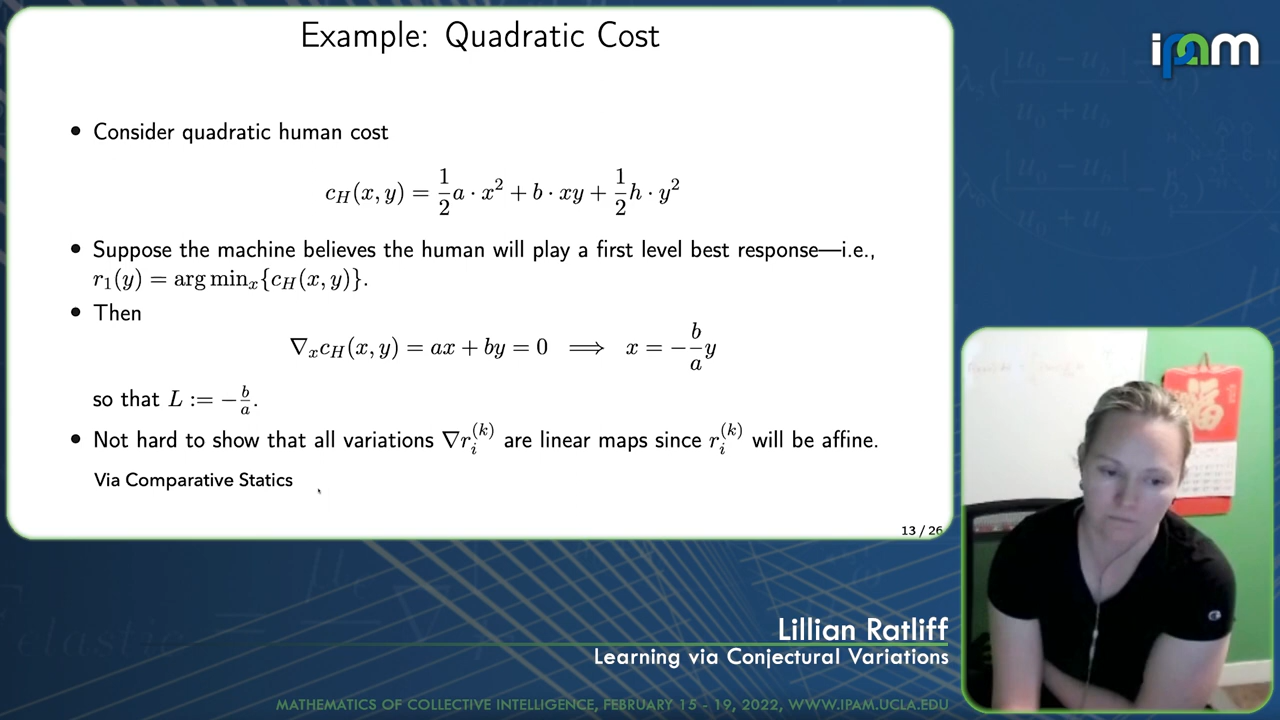 Example: Quadratic Cost
ipam
• Consider quadratic human cost
c_H(x, y) = \frac{1}{2}a · x^2 + b · xy + \frac{1}{2}h · y^2
• Suppose the machine believes the human will play a first level best response—i.e.,
r_1(y) = arg min_x{c_H(x, y)}.
• Then
∇_x c_H(x, y) = ax + by = 0 ⟹ x = -\frac{b}{a}y
so that L := -\frac{b}{a}.
• Not hard to show that all variations ∇r_i^{(k)} are linear maps since r_i^{(k)} will be affine.
Via Comparative Statics
13 / 26
Lillian Ratliff
Learning via Conjectural Variations
MATHEMATICS OF COLLECTIVE INTELLIGENCE, FEBRUARY 15 - 19, 2022, WWW.IPAM.UCLA.EDU